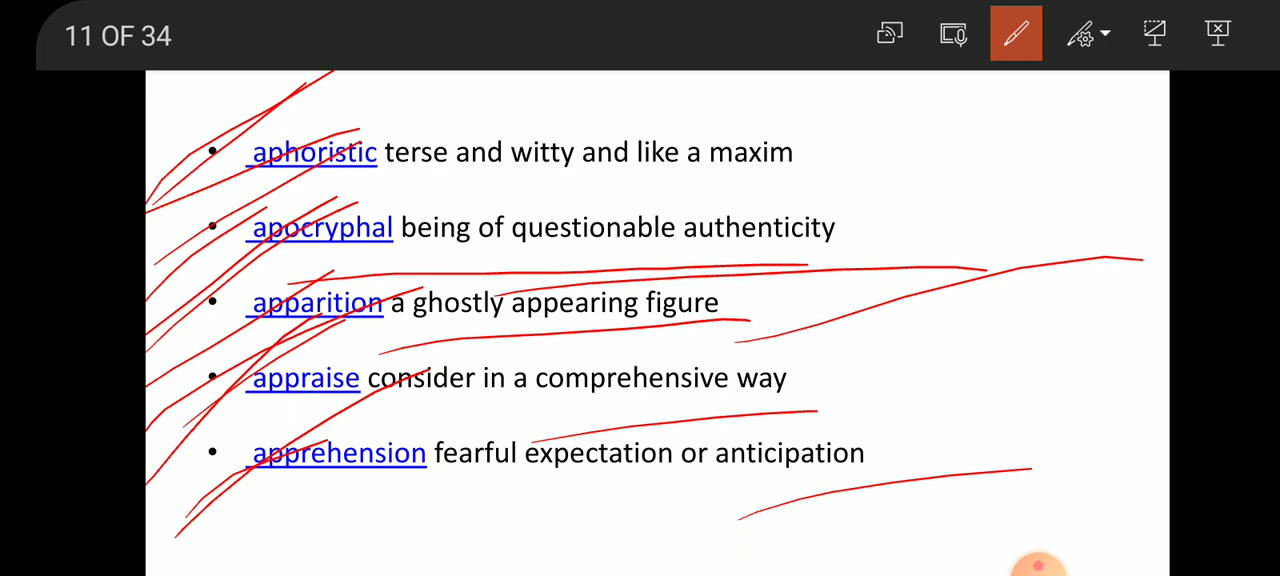 11 OF 34
• aphoristic terse and witty and like a maxim
• apocryphal being of questionable authenticity
• apparition a ghostly appearing figure
• appraise consider in a comprehensive way
• apprehension fearful expectation or anticipation